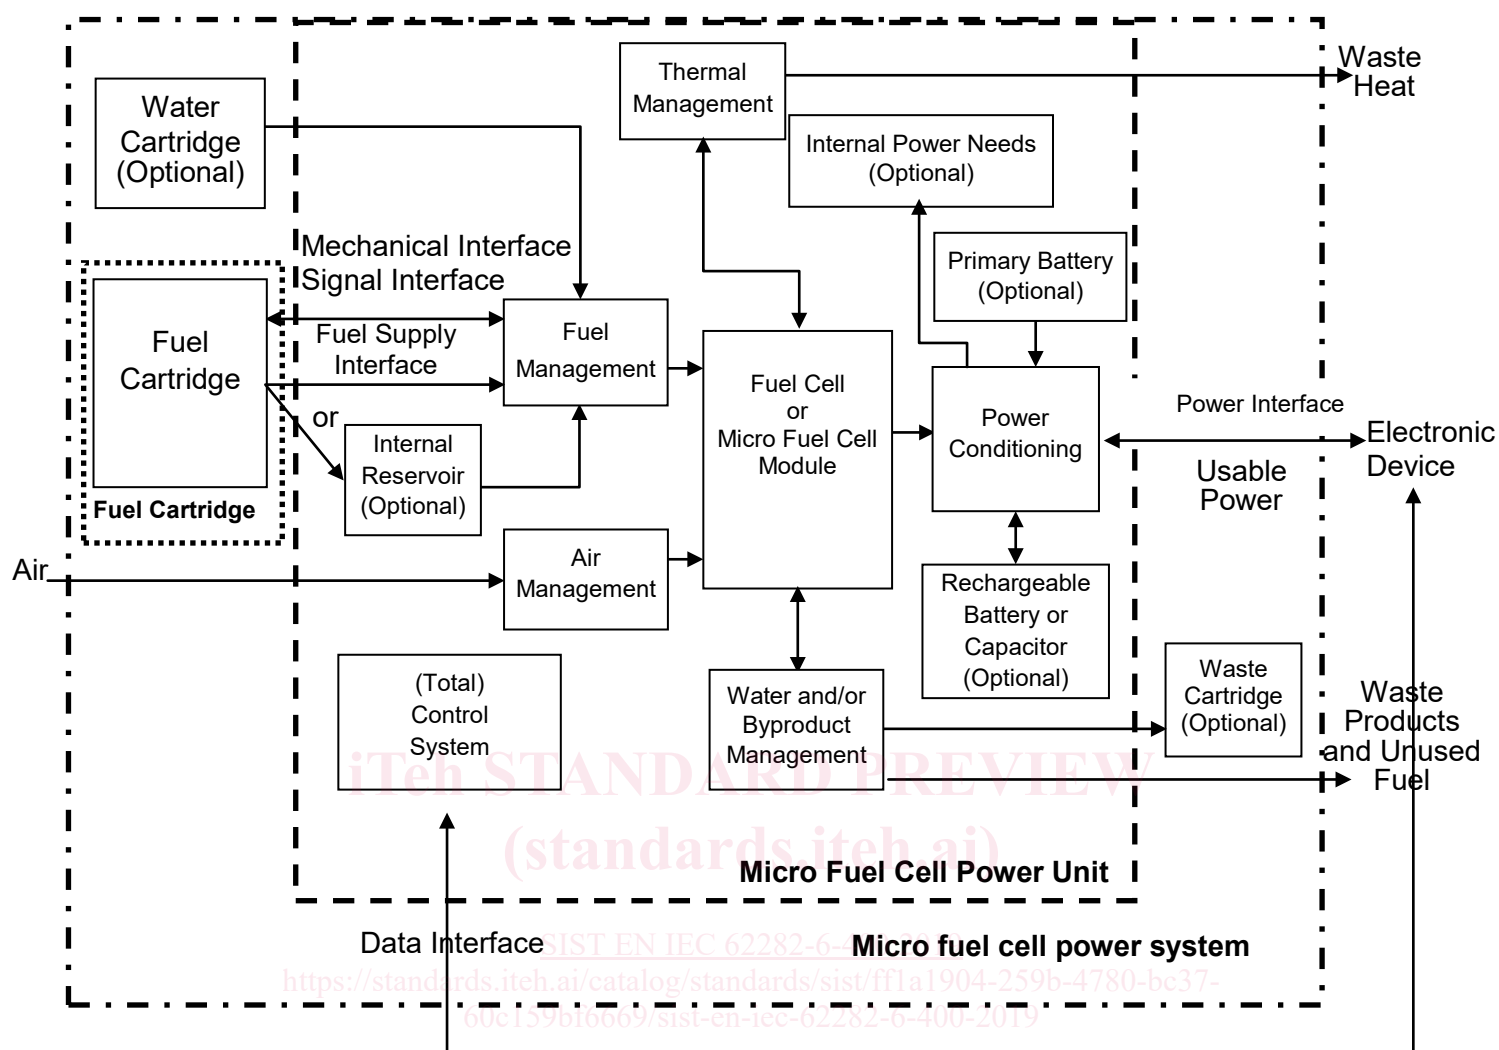 Waste
Heat
Thermal
Management
Water
Cartridge
(Optional)
Internal Power Needs
(Optional)
Mechanical Interface
Signal Interface
Primary Battery
(Optional)
Fuel
Cartridge
Fuel Supply
Interface
Fuel
Management
Fuel Cell
or
Micro Fuel Cell
Module
Power
Conditioning
Power Interface
Electronic
Device
Usable
Power
or
Internal
Reservoir
(Optional)
Fuel Cartridge
Air
Air
Management
Rechargeable
Battery or
Capacitor
(Optional)
(Total)
Control
System
Water and/or
Byproduct
Management
Waste
Cartridge
(Optional)
Waste
Products
and Unused
Fuel
iTeh STANDARD PREVIEW
(standards.iteh.ai)
Micro Fuel Cell Power Unit
Data Interface
SIST EN IEC 62282-6-400:2019
Micro fuel cell power system
https://standards.iteh.ai/catalog/standards/sist/ff1a1904-259b-4780-bc37-
60c159bf6669/sist-en-iec-62282-6-400-2019